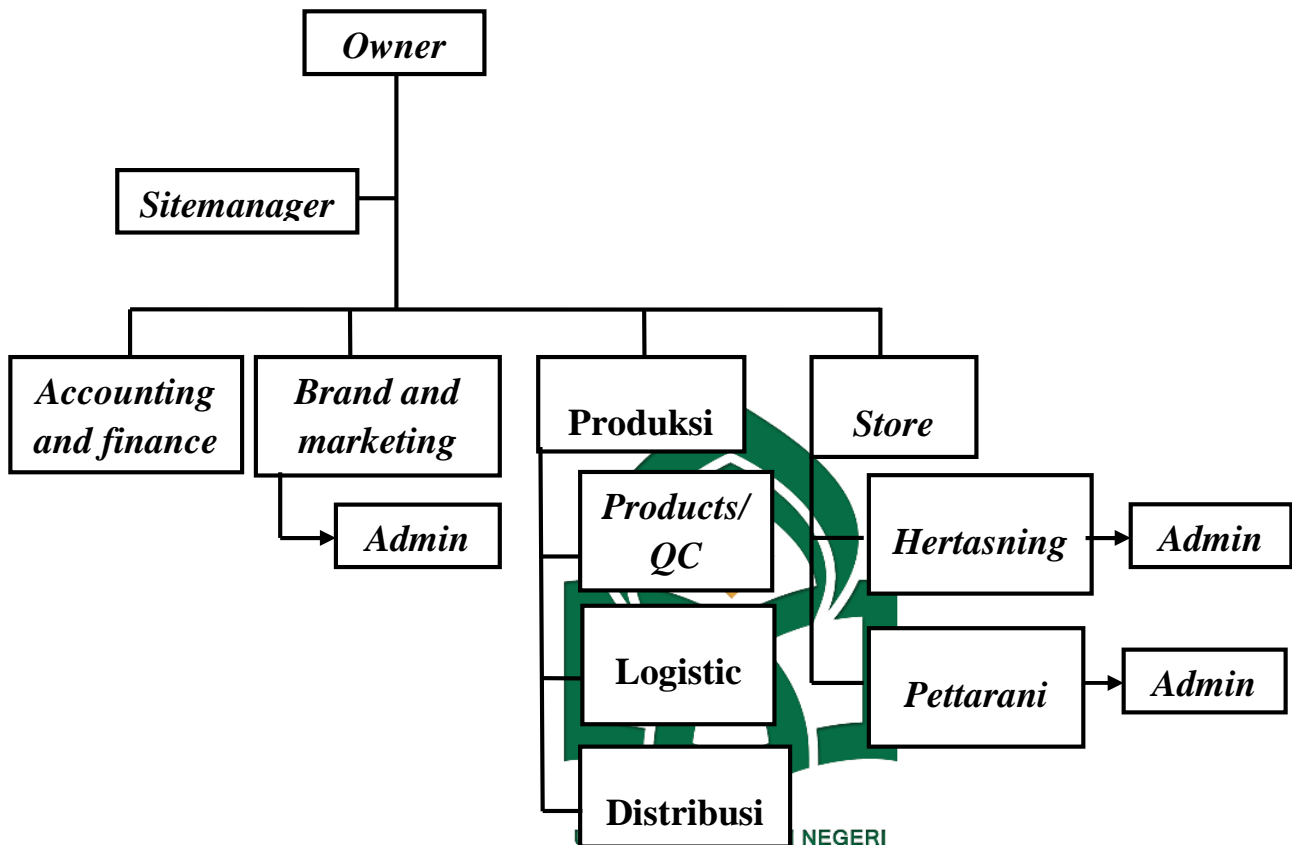 Owner
Sitemanager
Accounting
and finance
Brand and
marketing
Produksi
Store
Admin
Products/
QC
Hertasning
Admin
Logistic
Pettarani
Admin
Distribusi
NEGERI